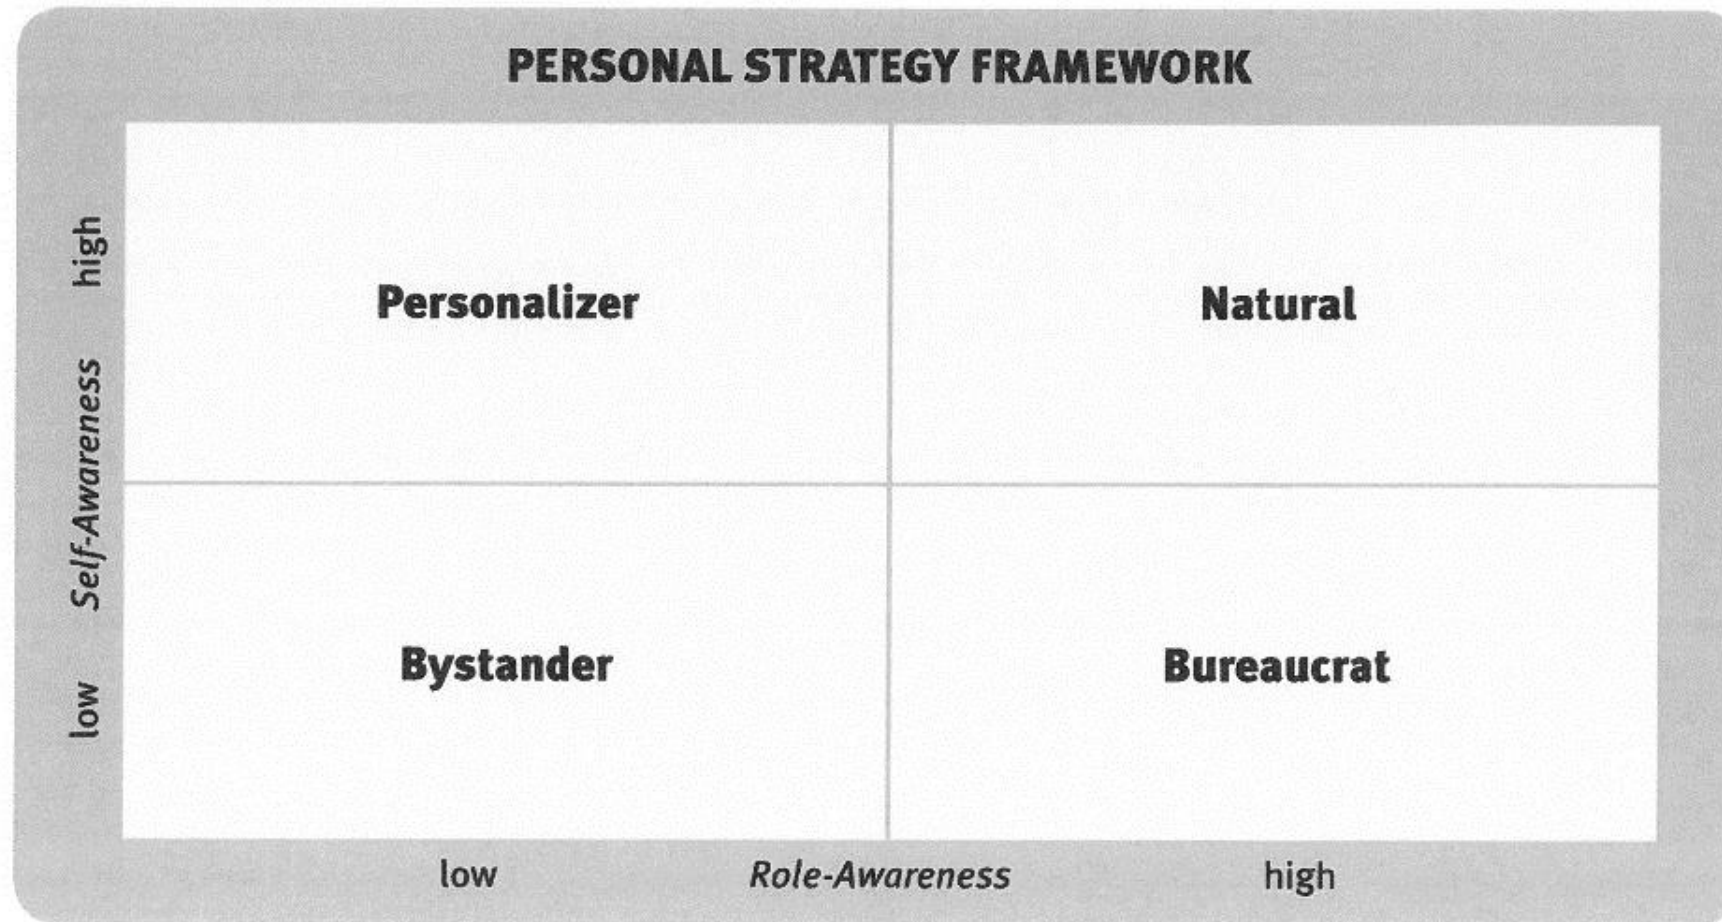 PERSONAL STRATEGY FRAMEWORK
high
Personalizer
Natural
Self-Awareness
low
Bystander
Bureaucrat
low
Role-Awareness
high